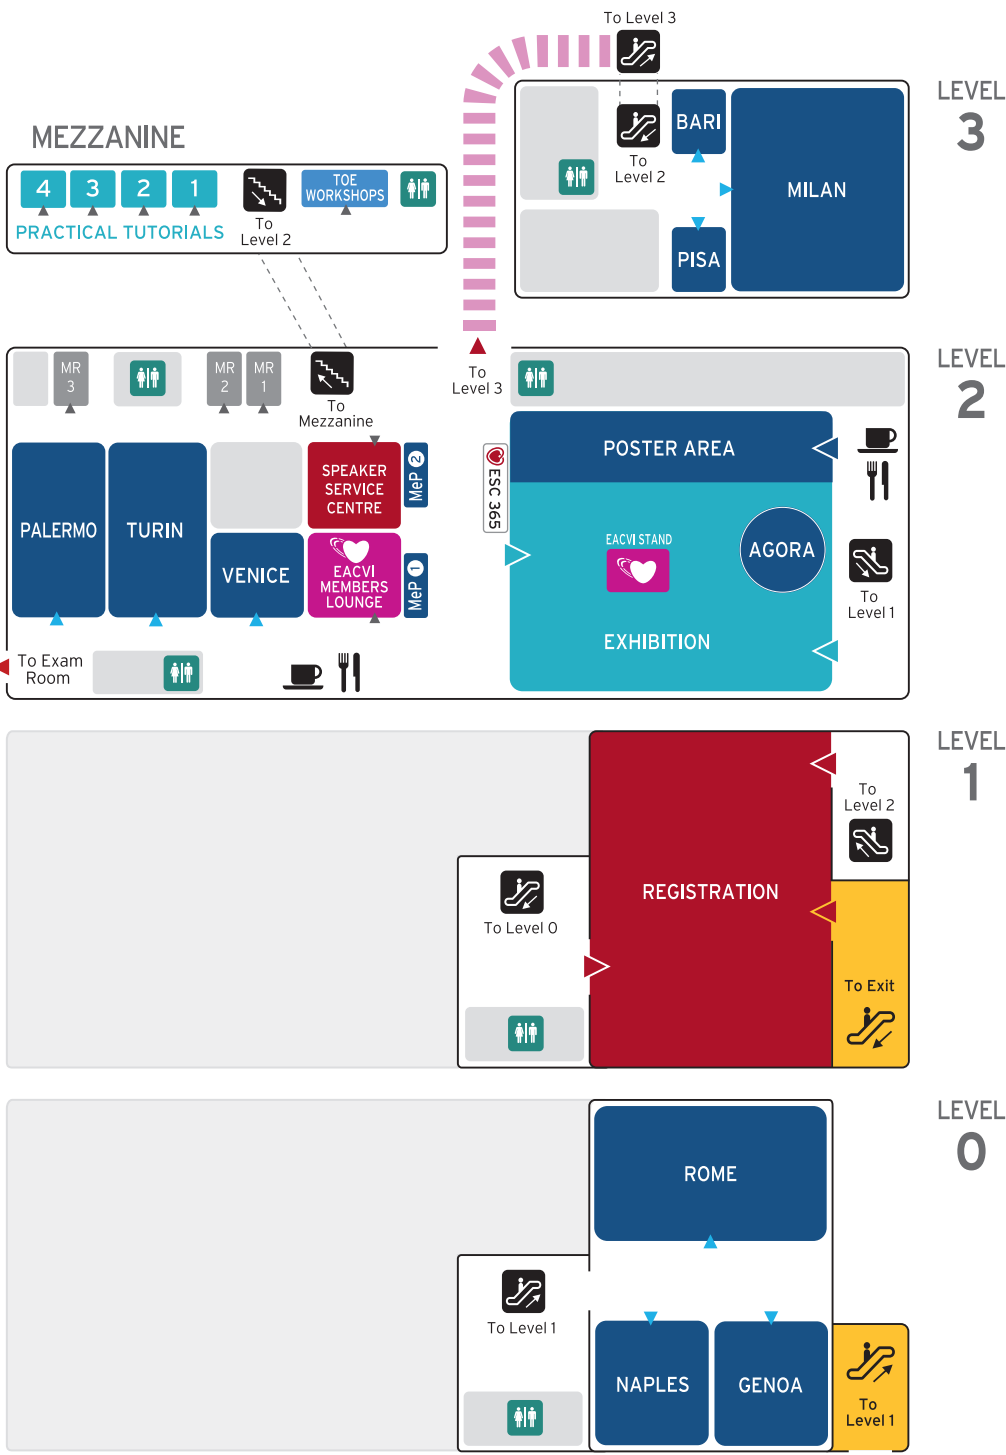 To Level 3
LEVEL
3
BARI
To
Level 2
MILAN
PISA
MEZZANINE
4
3
2
1
PRACTICAL TUTORIALS
To
Level 2
TOE
WORKSHOPS
LEVEL
2
MR
3
MR
2
MR
1
To
Mezzanine
To
Level 3
PALERMO
TURIN
VENICE
SPEAKER
SERVICE
CENTRE
MeP 2
EACVI
MEMBERS
LOUNGE
MeP 1
ESC 365
POSTER AREA
EACVI STAND
AGORA
EXHIBITION
To
Level 1
To Exam
Room
LEVEL
1
To
Level 2
REGISTRATION
To Level 0
To Exit
LEVEL
0
ROME
To Level 1
NAPLES
GENOA
To
Level 1